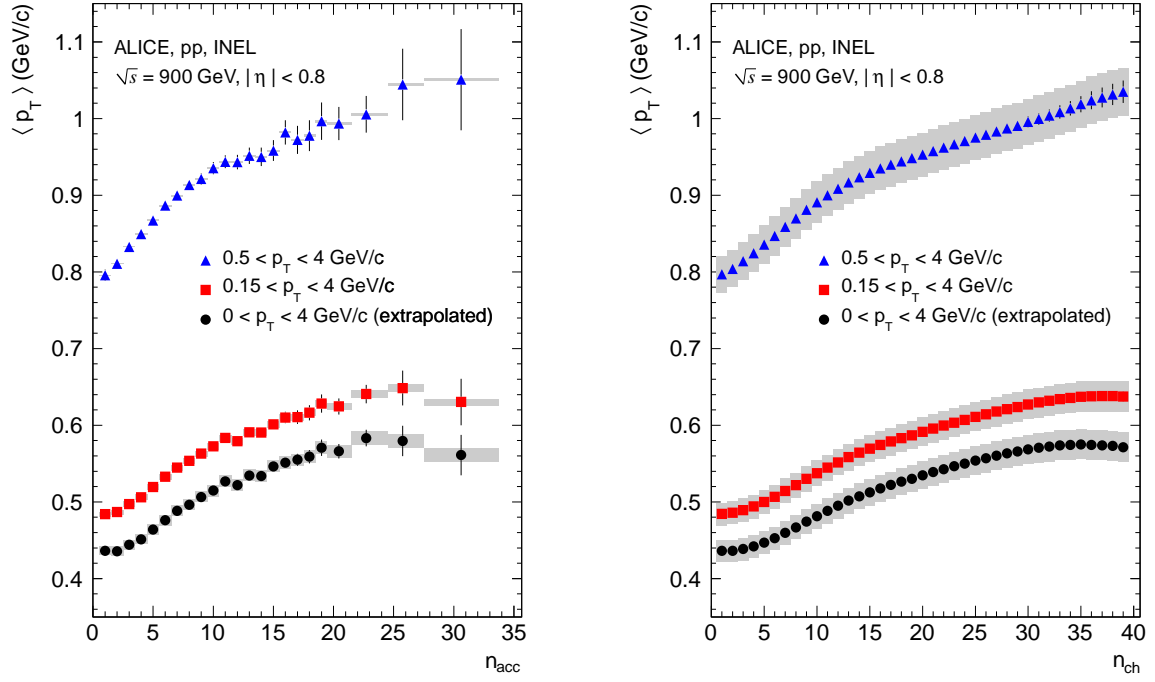 ⟨ p_T ⟩ (GeV/c)
ALICE, pp, INEL
√s = 900 GeV, | η | < 0.8
0.5 < p_T < 4 GeV/c
0.15 < p_T < 4 GeV/c
0 < p_T < 4 GeV/c (extrapolated)
1.1
1
0.9
0.8
0.7
0.6
0.5
0.4
0 5 10 15 20 25 30 35
n_acc
⟨ p_T ⟩ (GeV/c)
ALICE, pp, INEL
√s = 900 GeV, | η | < 0.8
0.5 < p_T < 4 GeV/c
0.15 < p_T < 4 GeV/c
0 < p_T < 4 GeV/c (extrapolated)
1.1
1
0.9
0.8
0.7
0.6
0.5
0.4
0 5 10 15 20 25 30 35 40
n_ch